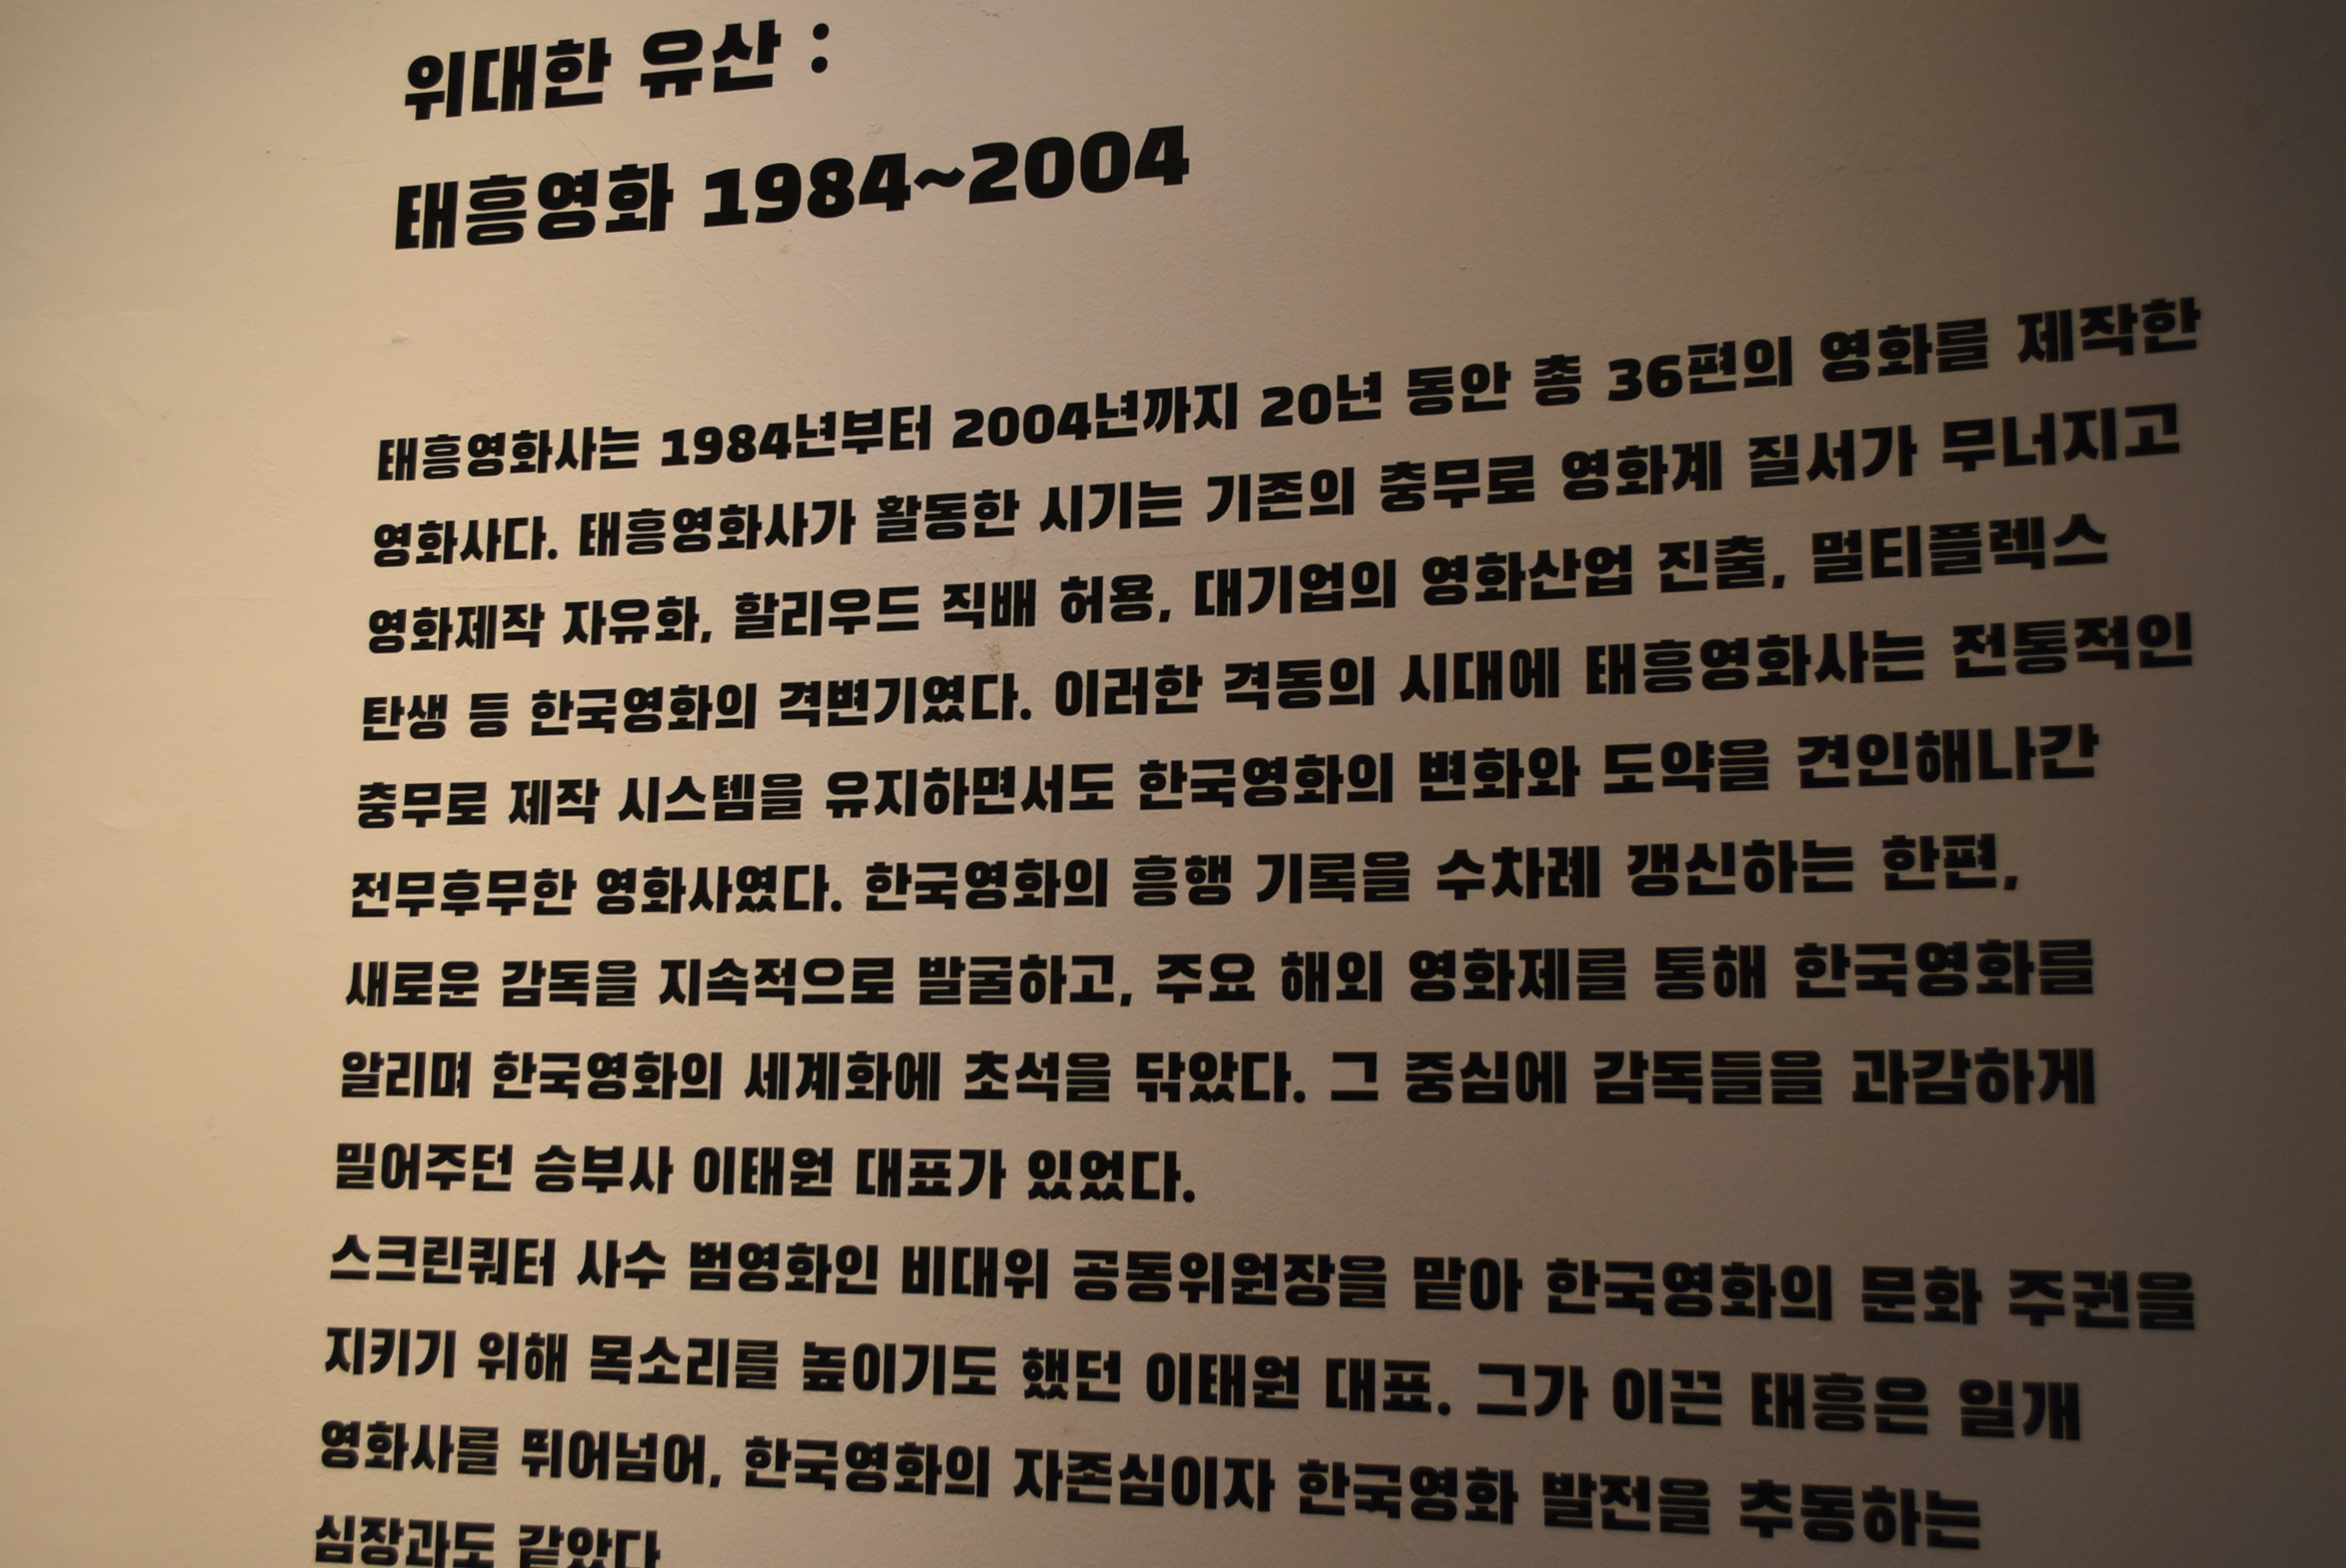 위대한 유산 :
태흥영화 1984~2004
태흥영화사는 1984년부터 2004년까지 20년 동안 총 36편의 영화를 제작한
영화사다. 태흥영화사가 활동한 시기는 기존의 충무로 영화계 질서가 무너지고
영화제작 자유화, 할리우드 직배 허용, 대기업의 영화산업 진출, 멀티플렉스
탄생 등 한국영화의 격변기였다. 이러한 격동의 시대에 태흥영화사는 전통적인
충무로 제작 시스템을 유지하면서도 한국영화의 변화와 도약을 견인해나간
전무후무한 영화사였다. 한국영화의 흥행 기록을 수차례 갱신하는 한편,
새로운 감독을 지속적으로 발굴하고, 주요 해외 영화제를 통해 한국영화를
알리며 한국영화의 세계화에 초석을 닦았다. 그 중심에 감독들을 과감하게
밀어주던 승부사 이태원 대표가 있었다.
스크린쿼터 사수 범영화인 비대위 공동위원장을 맡아 한국영화의 문화 주권을
지키기 위해 목소리를 높이기도 했던 이태원 대표. 그가 이끈 태흥은 일개
영화사를 뛰어넘어, 한국영화의 자존심이자 한국영화 발전을 추동하는
심장과도 같았다